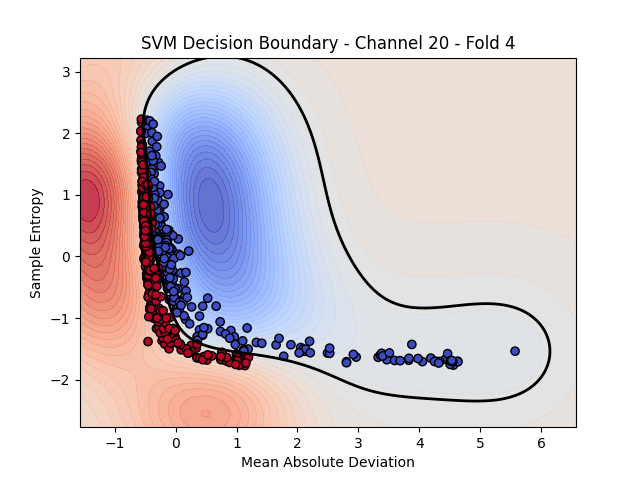 SVM Decision Boundary - Channel 20 - Fold 4
3
2
1
0
−1
−2
Sample Entropy
−1 0 1 2 3 4 5 6
Mean Absolute Deviation